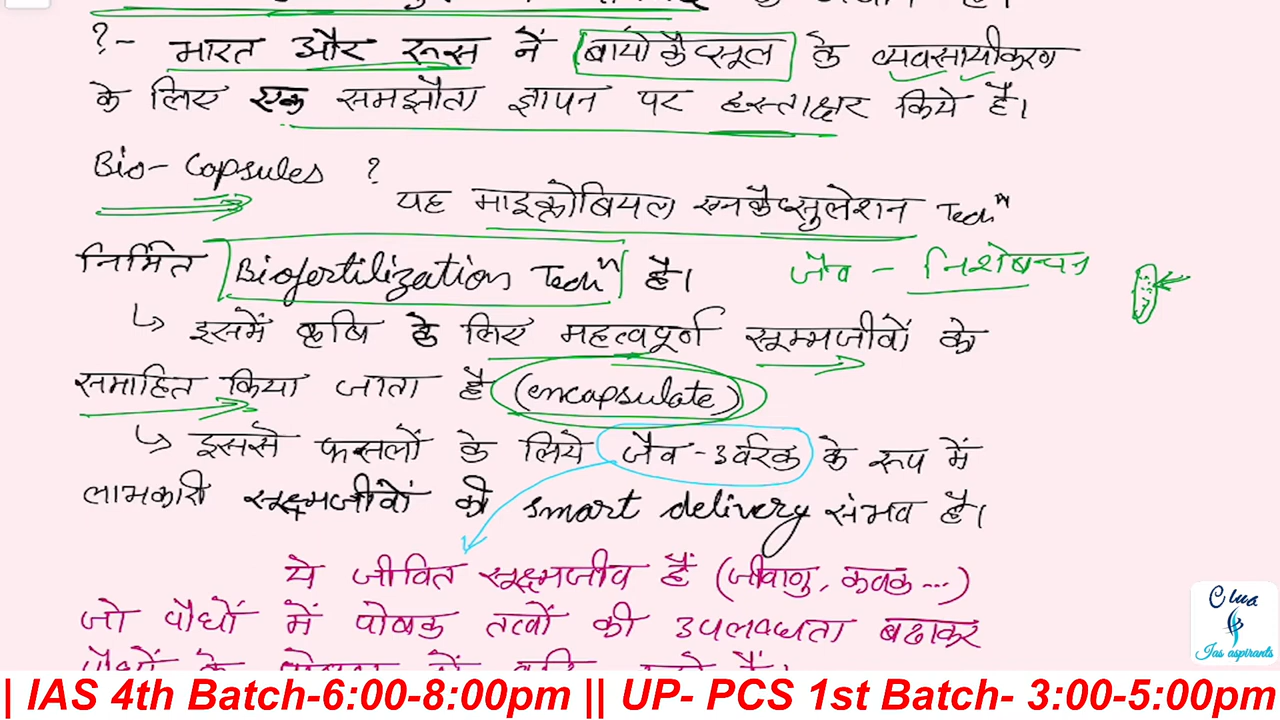 ?- भारत और रूस नें बायोकैप्सूल के व्यवसायीकरण
के लिए एक समझौता ज्ञापन पर हस्ताक्षर किये है।
Bio-Capsules ?
यह माइक्रोबियल एनकैप्सुलेशन Techⁿ
निर्मित Biofertilization Techⁿ है। जैव - निशेचन
↳ इसमें कृषि के लिए महत्वपूर्ण सूक्ष्मजीवों के
समाहित किया जाता है (encapsulate)
↳ इससे फसलों के लिये जैव-उर्वरक के रूप में
लाभकारी सूक्ष्मजीवों की smart delivery संभव है।
ये जीवित सूक्ष्मजीव हैं (जीवाणु, कवक...)
जो पौधों में पोषक तत्वों की उपलब्धता बढाकर
Clue
Ias aspirants
| IAS 4th Batch-6:00-8:00pm || UP- PCS 1st Batch- 3:00-5:00pm